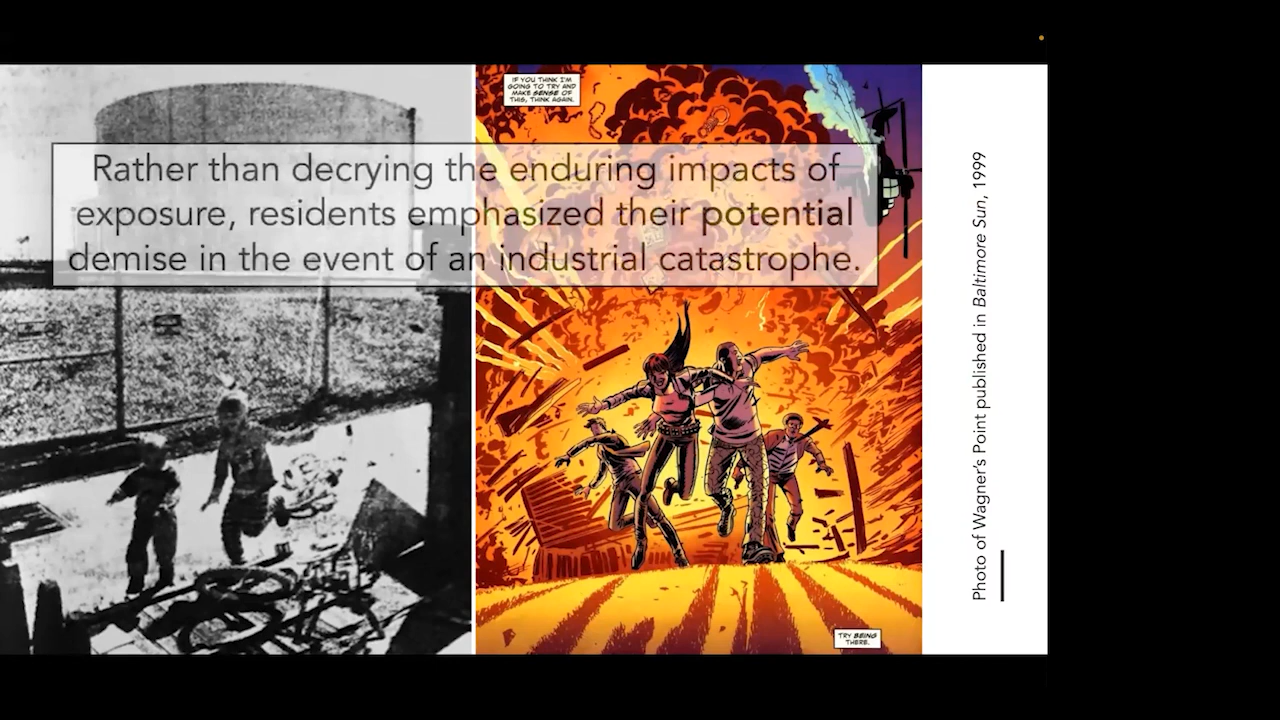 IF YOU THINK I'M
GOING TO TRY AND
MAKE SENSE OF
THIS, THINK AGAIN.
Rather than decrying the enduring impacts of
exposure, residents emphasized their potential
demise in the event of an industrial catastrophe.
TRY BEING
THERE.
Photo of Wagner's Point published in Baltimore Sun, 1999